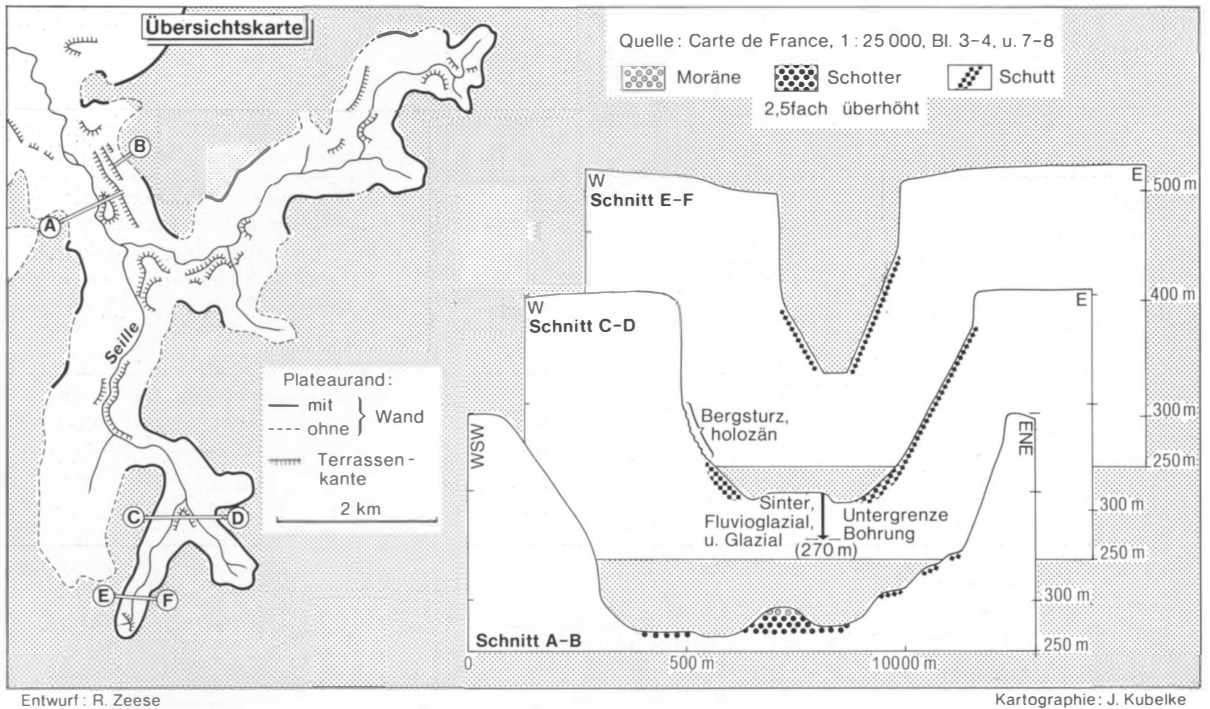 Übersichtskarte
B
A
Seille
C
D
E
F
Plateaurand:
mit
ohne
Wand
Terrassen-
kante
2 km
Quelle: Carte de France, 1:25 000, Bl. 3-4, u. 7-8
Moräne
Schotter
Schutt
2,5fach überhöht
W
Schnitt E-F
E
500 m
400 m
300 m
250 m
W
Schnitt C-D
E
Bergsturz,
holozän
Sinter,
Fluvioglazial,
u. Glazial
(270 m)
Untergrenze
Bohrung
300 m
250 m
WSW
ENE
Schnitt A-B
300 m
250 m
0
500 m
10000 m
Entwurf: R. Zeese
Kartographie: J. Kubelke